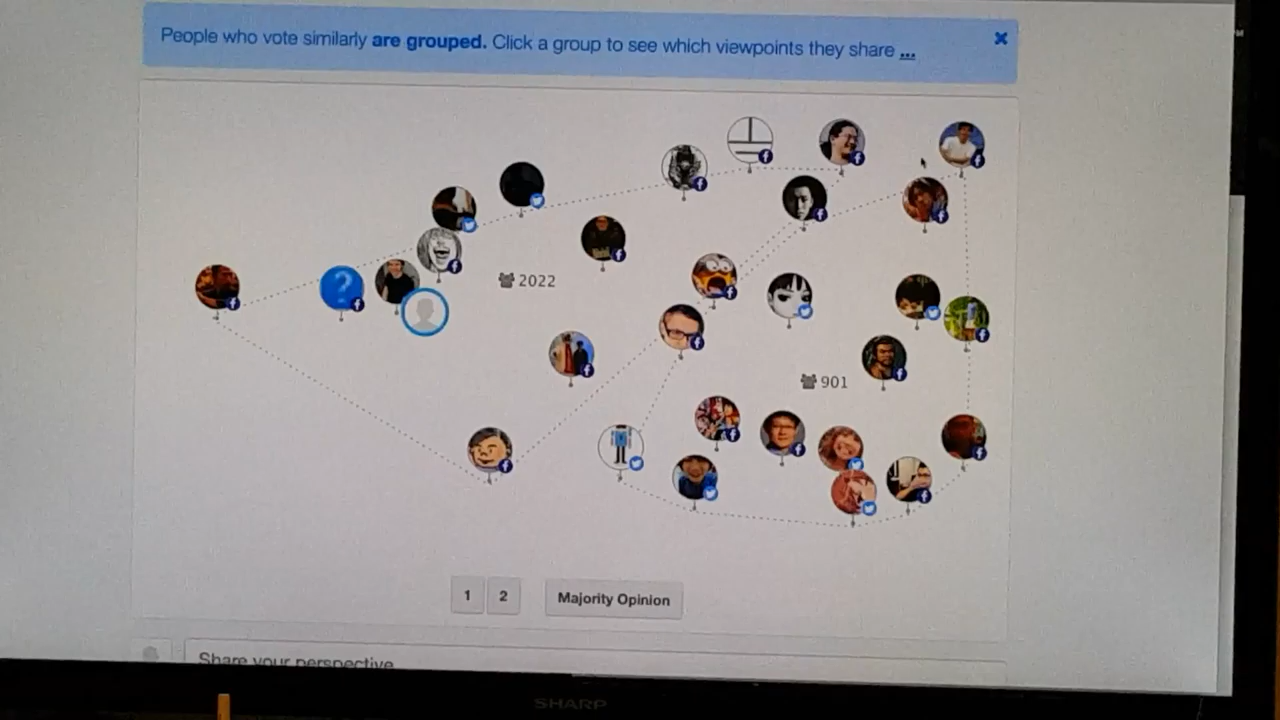 People who vote similarly are grouped. Click a group to see which viewpoints they share ...
2022
901
1 2 Majority Opinion
Share your perspective
SHARP